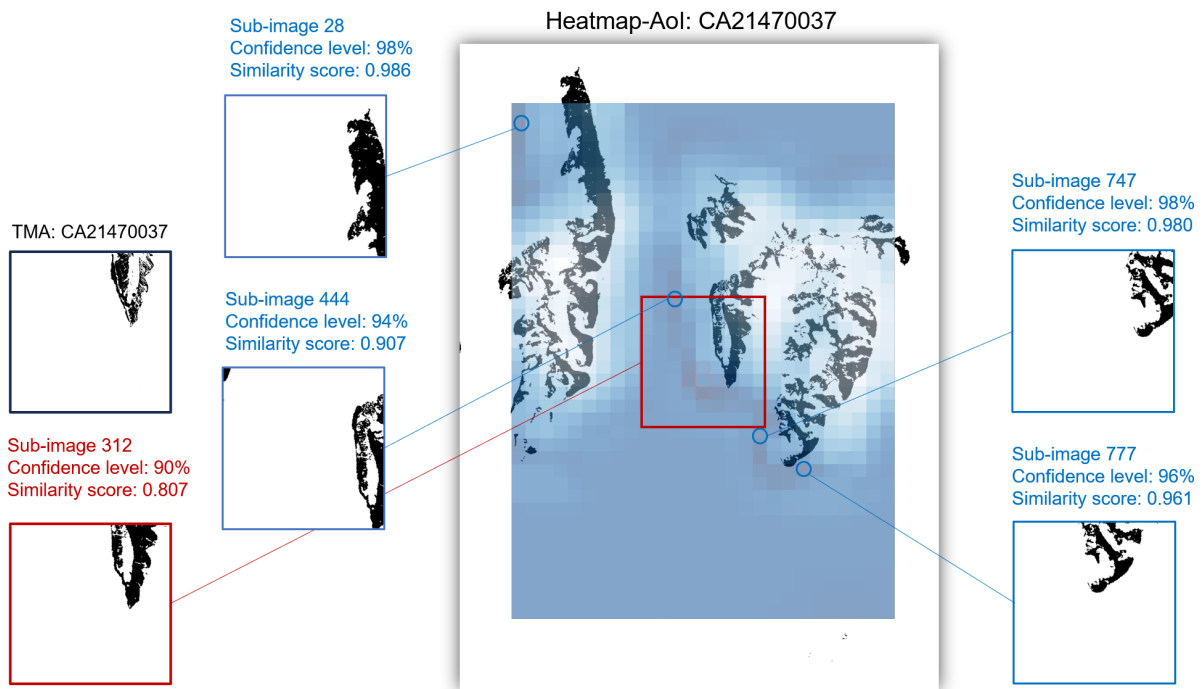 Heatmap-AoI: CA21470037
Sub-image 28
Confidence level: 98%
Similarity score: 0.986
TMA: CA21470037
Sub-image 444
Confidence level: 94%
Similarity score: 0.907
Sub-image 312
Confidence level: 90%
Similarity score: 0.807
Sub-image 747
Confidence level: 98%
Similarity score: 0.980
Sub-image 777
Confidence level: 96%
Similarity score: 0.961